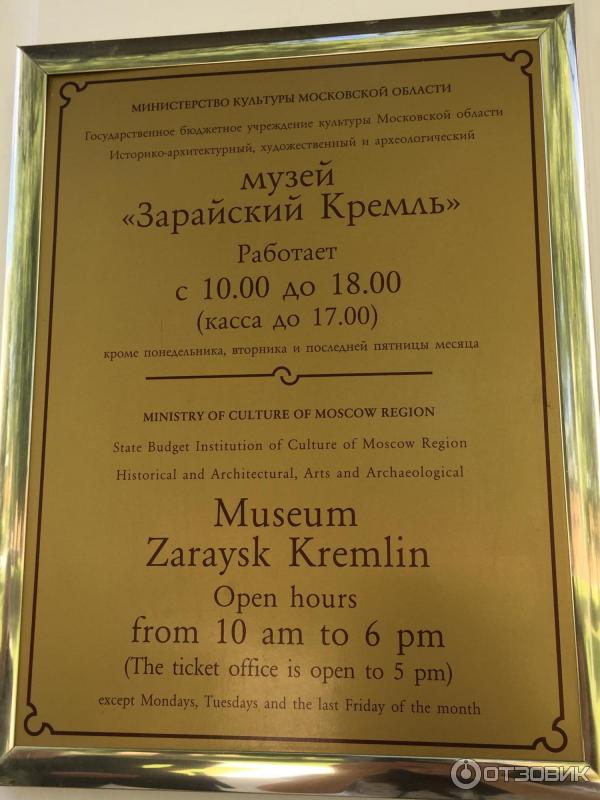 МИНИСТЕРСТВО КУЛЬТУРЫ МОСКОВСКОЙ ОБЛАСТИ
Государственное бюджетное учреждение культуры Московской области
Историко-архитектурный, художественный и археологический
музей
«Зарайский Кремль»
Работает
с 10.00 до 18.00
(касса до 17.00)
кроме понедельника, вторника и последней пятницы месяца
MINISTRY OF CULTURE OF MOSCOW REGION
State Budget Institution of Culture of Moscow Region
Historical and Architectural, Arts and Archaeological
Museum
Zaraysk Kremlin
Open hours
from 10 am to 6 pm
(The ticket office is open to 5 pm)
except Mondays, Tuesdays and the last Friday of the month
ОТЗОВИК